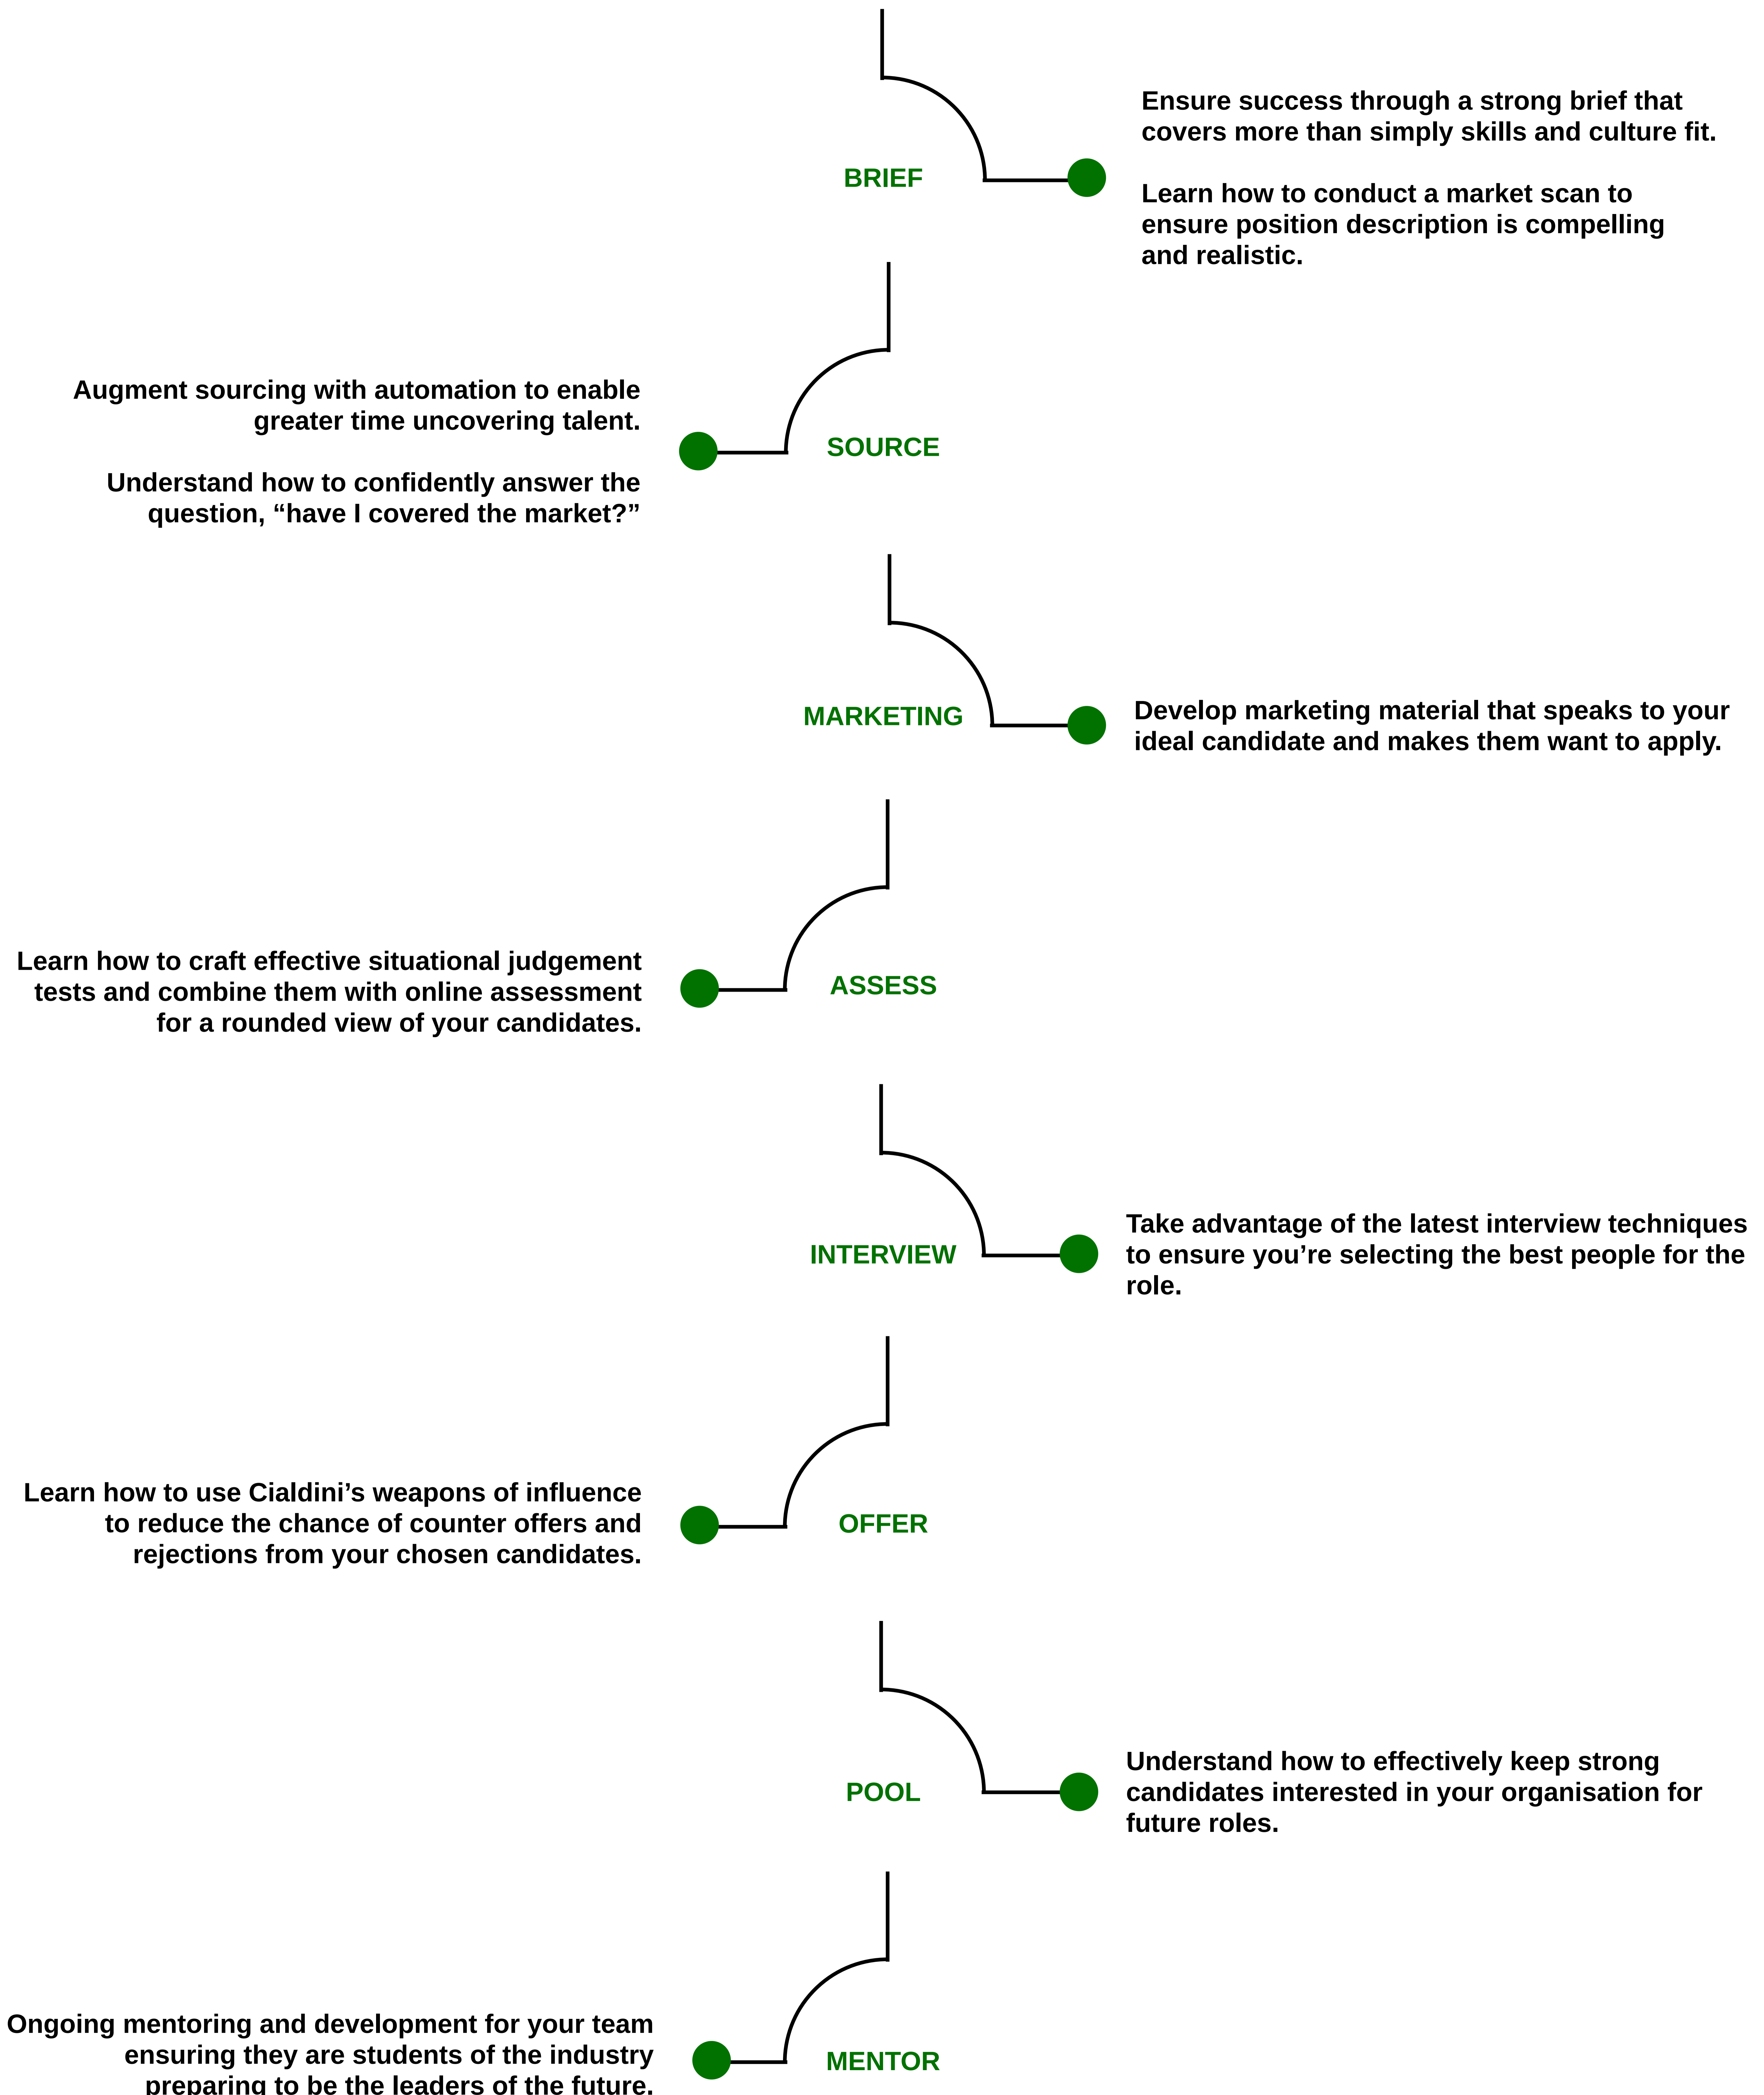 BRIEF
Ensure success through a strong brief that
covers more than simply skills and culture fit.
Learn how to conduct a market scan to
ensure position description is compelling
and realistic.
Augment sourcing with automation to enable
greater time uncovering talent.
Understand how to confidently answer the
question, “have I covered the market?”
SOURCE
MARKETING
Develop marketing material that speaks to your
ideal candidate and makes them want to apply.
Learn how to craft effective situational judgement
tests and combine them with online assessment
for a rounded view of your candidates.
ASSESS
INTERVIEW
Take advantage of the latest interview techniques
to ensure you’re selecting the best people for the
role.
Learn how to use Cialdini’s weapons of influence
to reduce the chance of counter offers and
rejections from your chosen candidates.
OFFER
POOL
Understand how to effectively keep strong
candidates interested in your organisation for
future roles.
Ongoing mentoring and development for your team
ensuring they are students of the industry
preparing to be the leaders of the future.
MENTOR